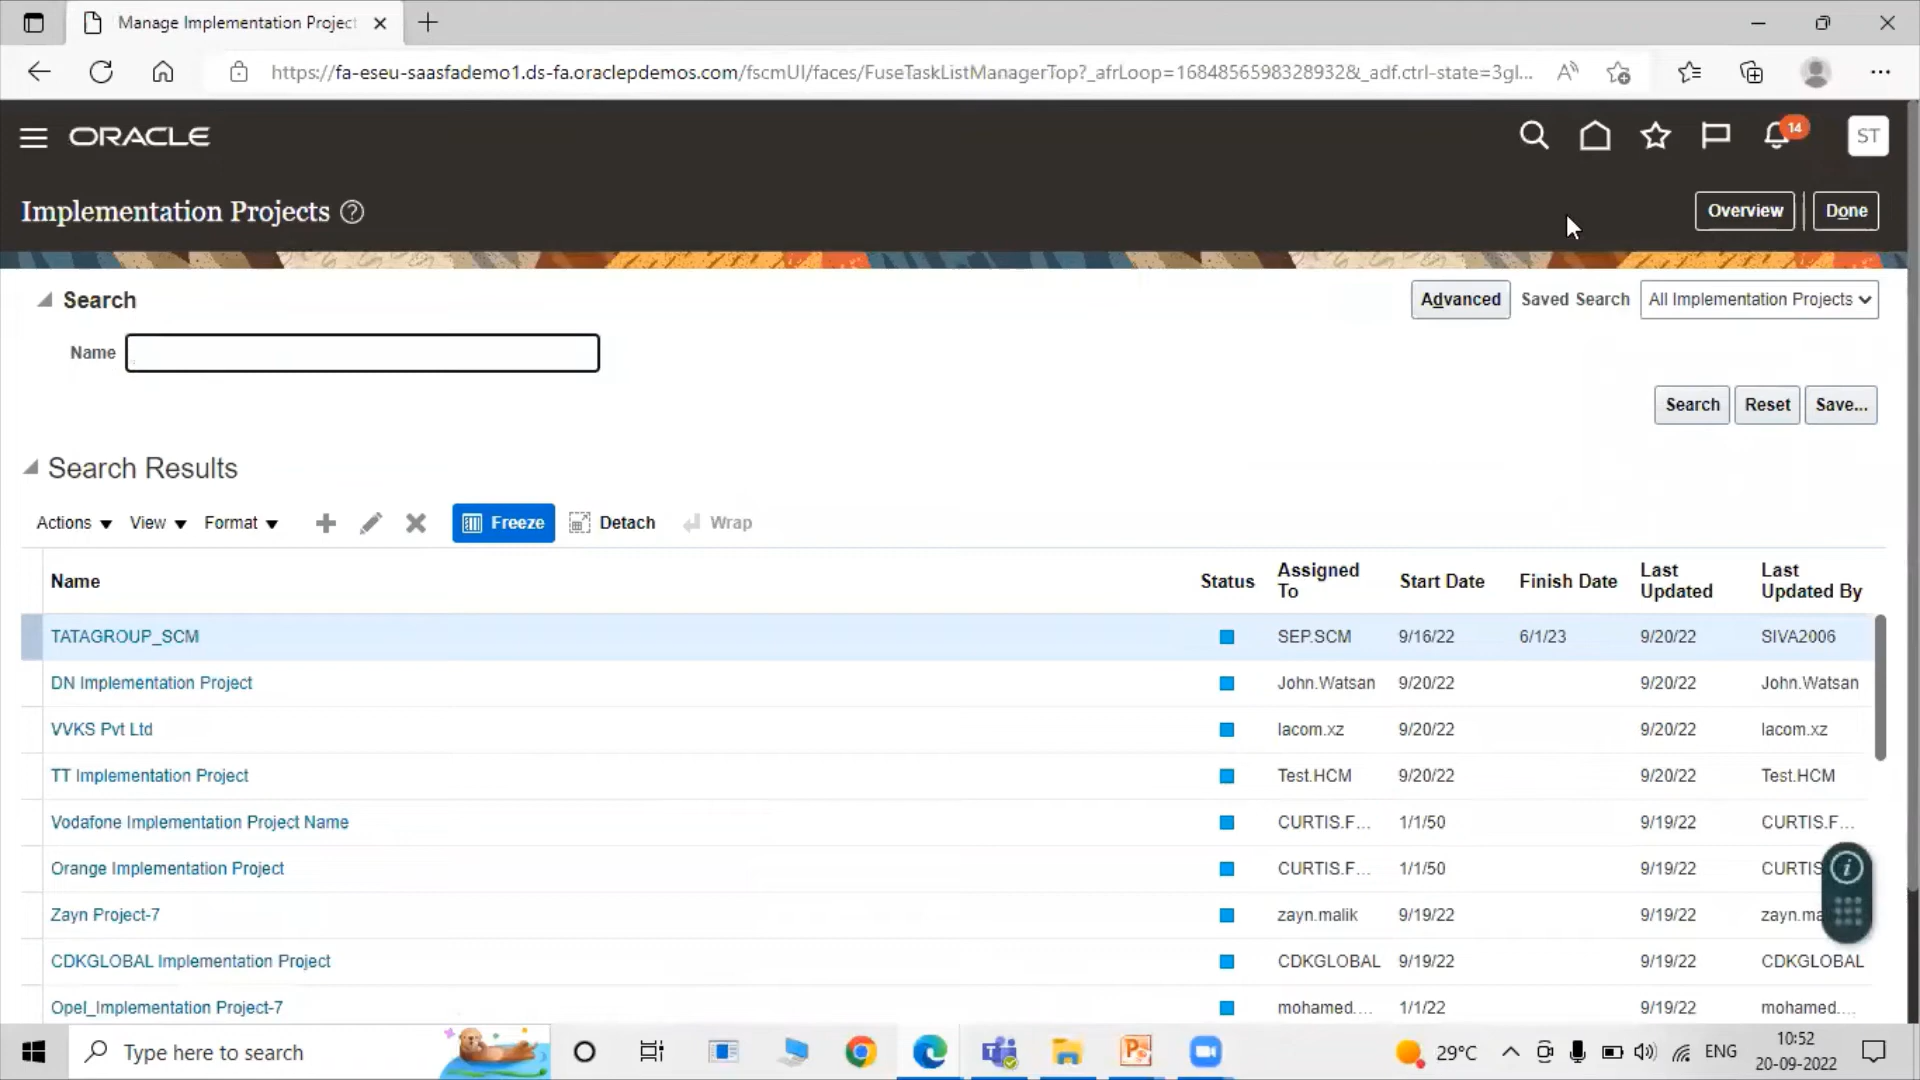 Manage Implementation Project
https://fa-eseu-saasfademo1.ds-fa.oraclepdemos.com/fscmUI/faces/FuseTaskListManagerTop?_afrLoop=1684856598328932&_adf.ctrl-state=3gl...
ORACLE
14
ST
Implementation Projects
Overview
Done
Search
Advanced
Saved Search
All Implementation Projects
Name
Search
Reset
Save...
Search Results
Actions
View
Format
Freeze
Detach
Wrap
Name Status Assigned To Start Date Finish Date Last Updated Last Updated By
TATAGROUP_SCM SEP.SCM 9/16/22 6/1/23 9/20/22 SIVA2006
DN Implementation Project John.Watsan 9/20/22 9/20/22 John.Watsan
VVKS Pvt Ltd lacom.xz 9/20/22 9/20/22 lacom.xz
TT Implementation Project Test.HCM 9/20/22 9/20/22 Test.HCM
Vodafone Implementation Project Name CURTIS.F... 1/1/50 9/19/22 CURTIS.F...
Orange Implementation Project CURTIS.F... 1/1/50 9/19/22 CURTIS
Zayn Project-7 zayn.malik 9/19/22 9/19/22 zayn.ma
CDKGLOBAL Implementation Project CDKGLOBAL 9/19/22 9/19/22 CDKGLOBAL
Opel_Implementation Project-7 mohamed.... 1/1/22 9/19/22 mohamed....
Type here to search
29°C
ENG
10:52
20-09-2022